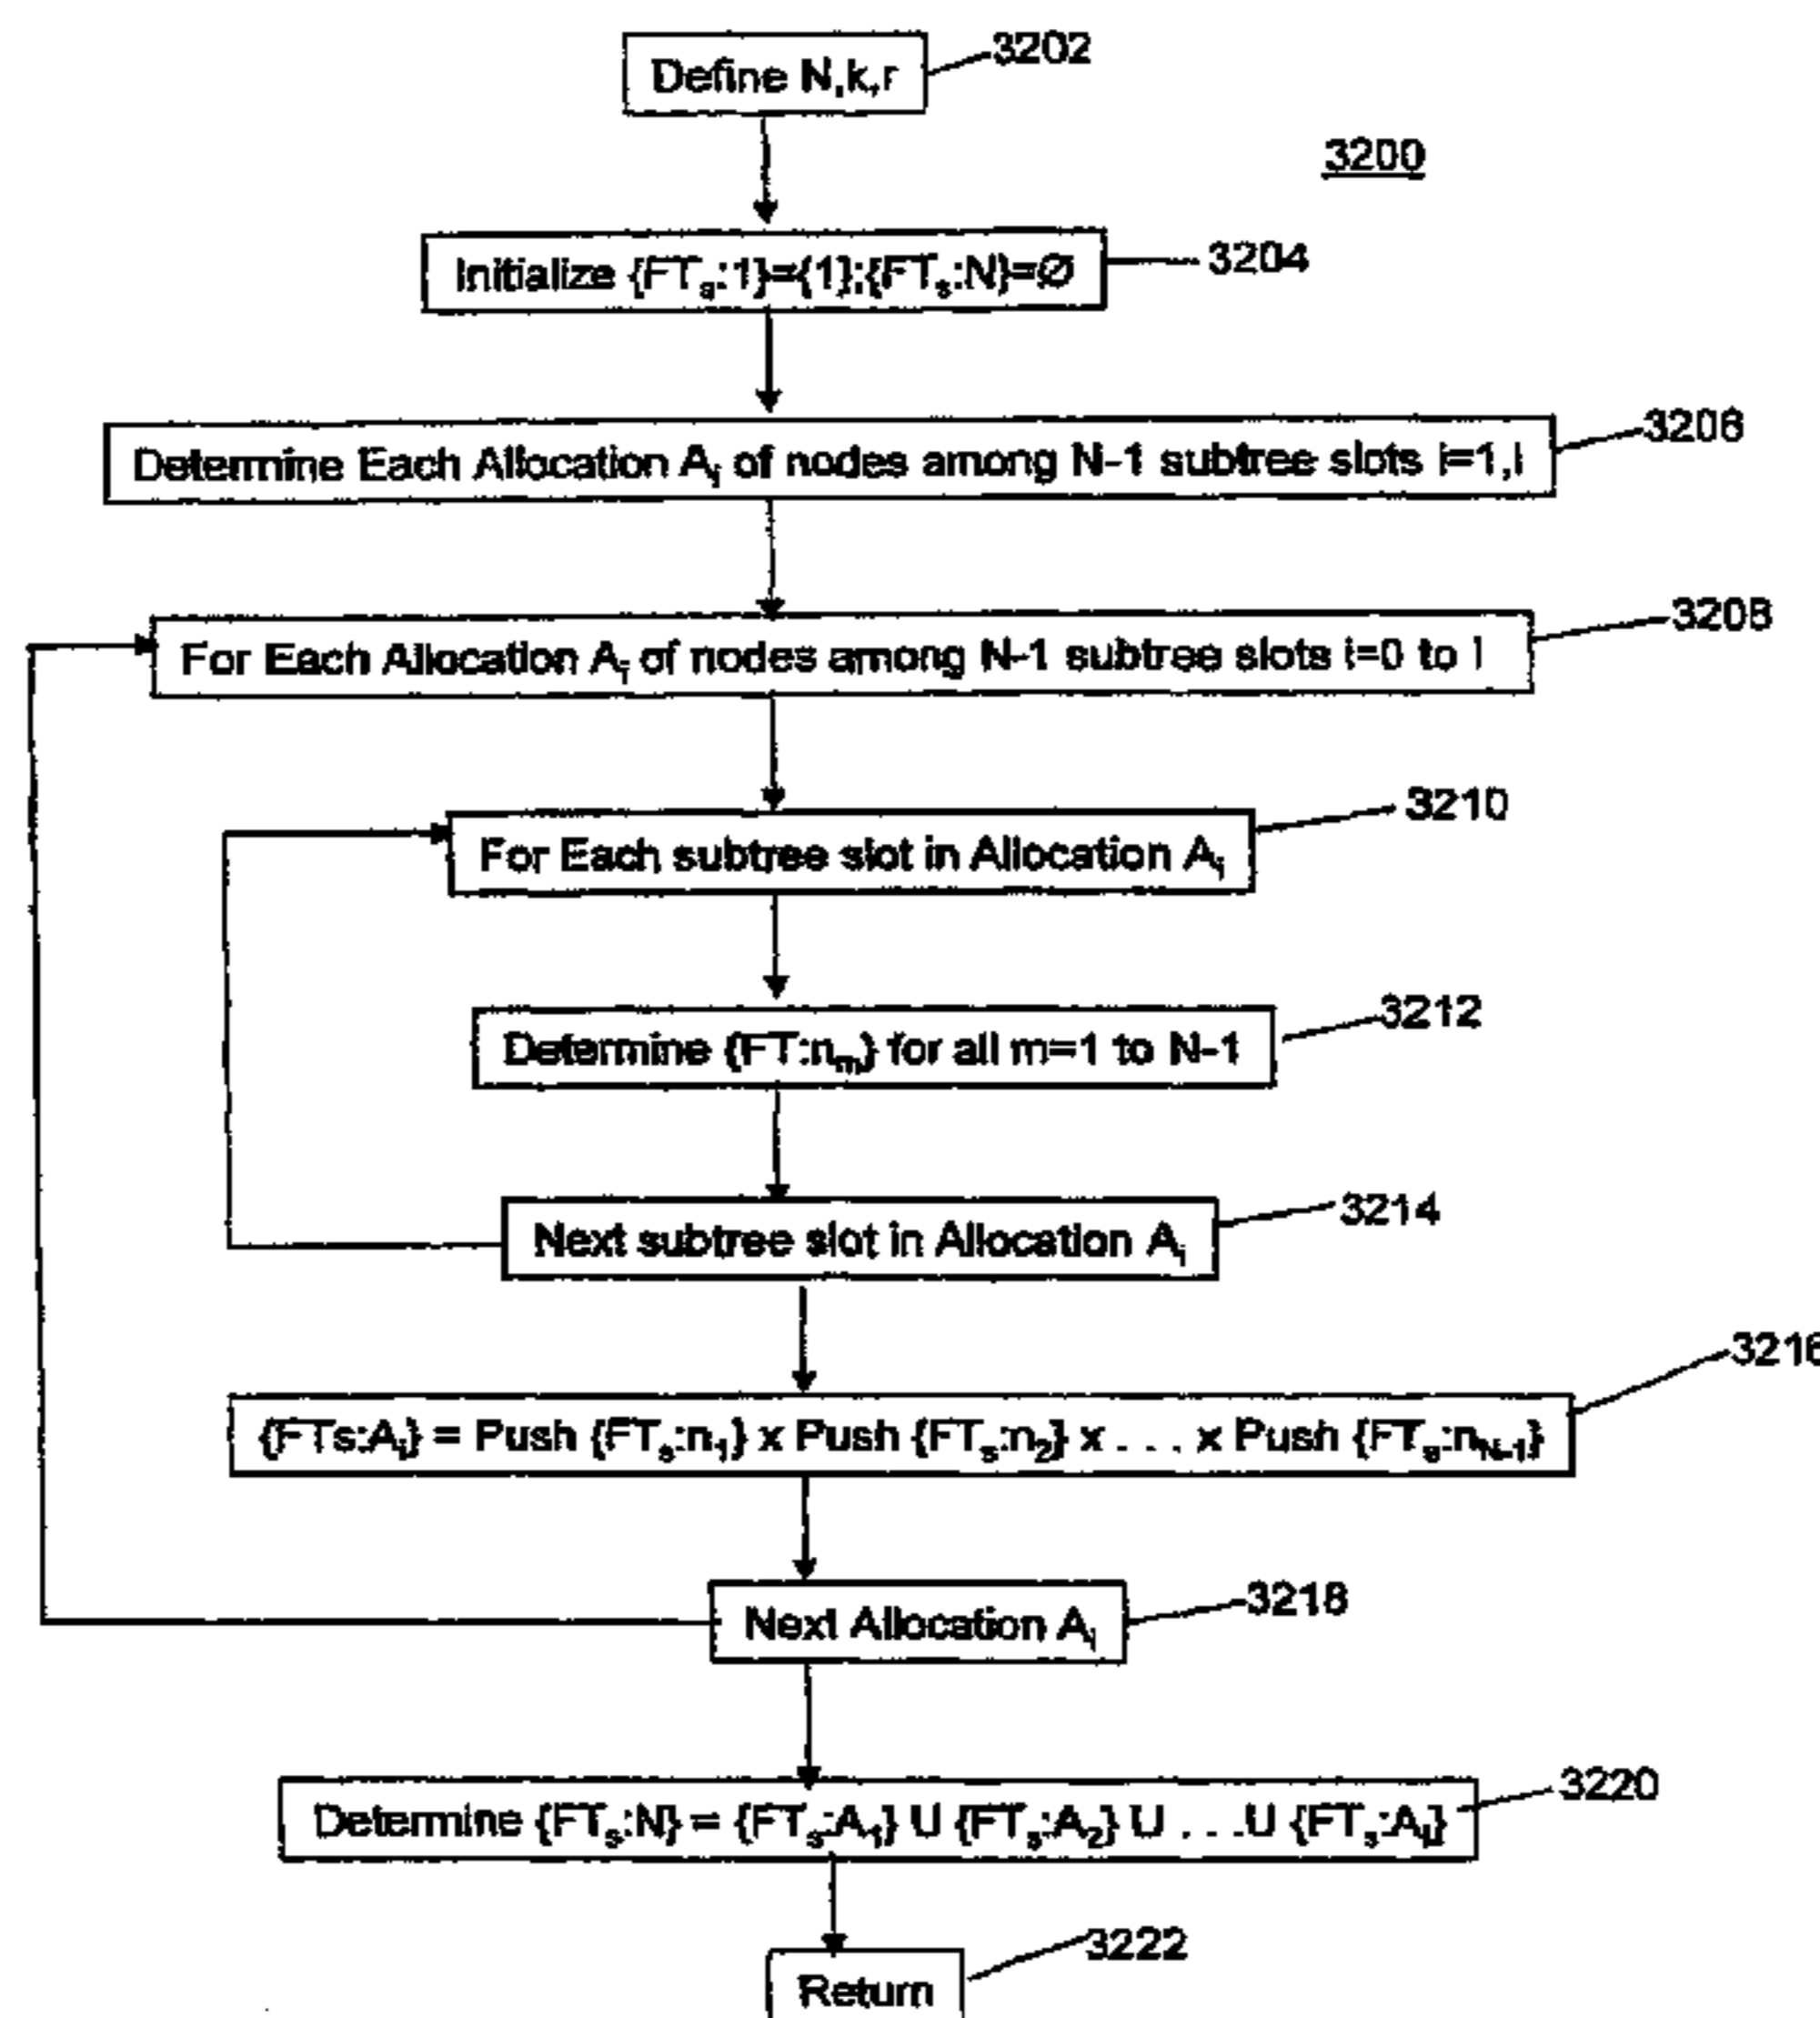 Define N,k,r
3202
3200
Initialize {FTₛ:1}={1};{FTₛ:N}=Ø
3204
Determine Each Allocation Aᵢ of nodes among N-1 subtree slots i=1,I
3206
For Each Allocation Aᵢ of nodes among N-1 subtree slots i=0 to I
3208
For Each subtree slot in Allocation Aᵢ
3210
Determine {FT:nₘ} for all m=1 to N-1
3212
Next subtree slot in Allocation Aᵢ
3214
{FTs:Aᵢ} = Push {FTₛ:n₁} x Push {FTₛ:n₂} x . . . x Push {FTₛ:n_N-1}
3216
Next Allocation Aᵢ
3218
Determine {FTₛ:N} = {FTₛ:A₁} U {FTₛ:A₂} U . . .U {FTₛ:A_I}
3220
Return
3222